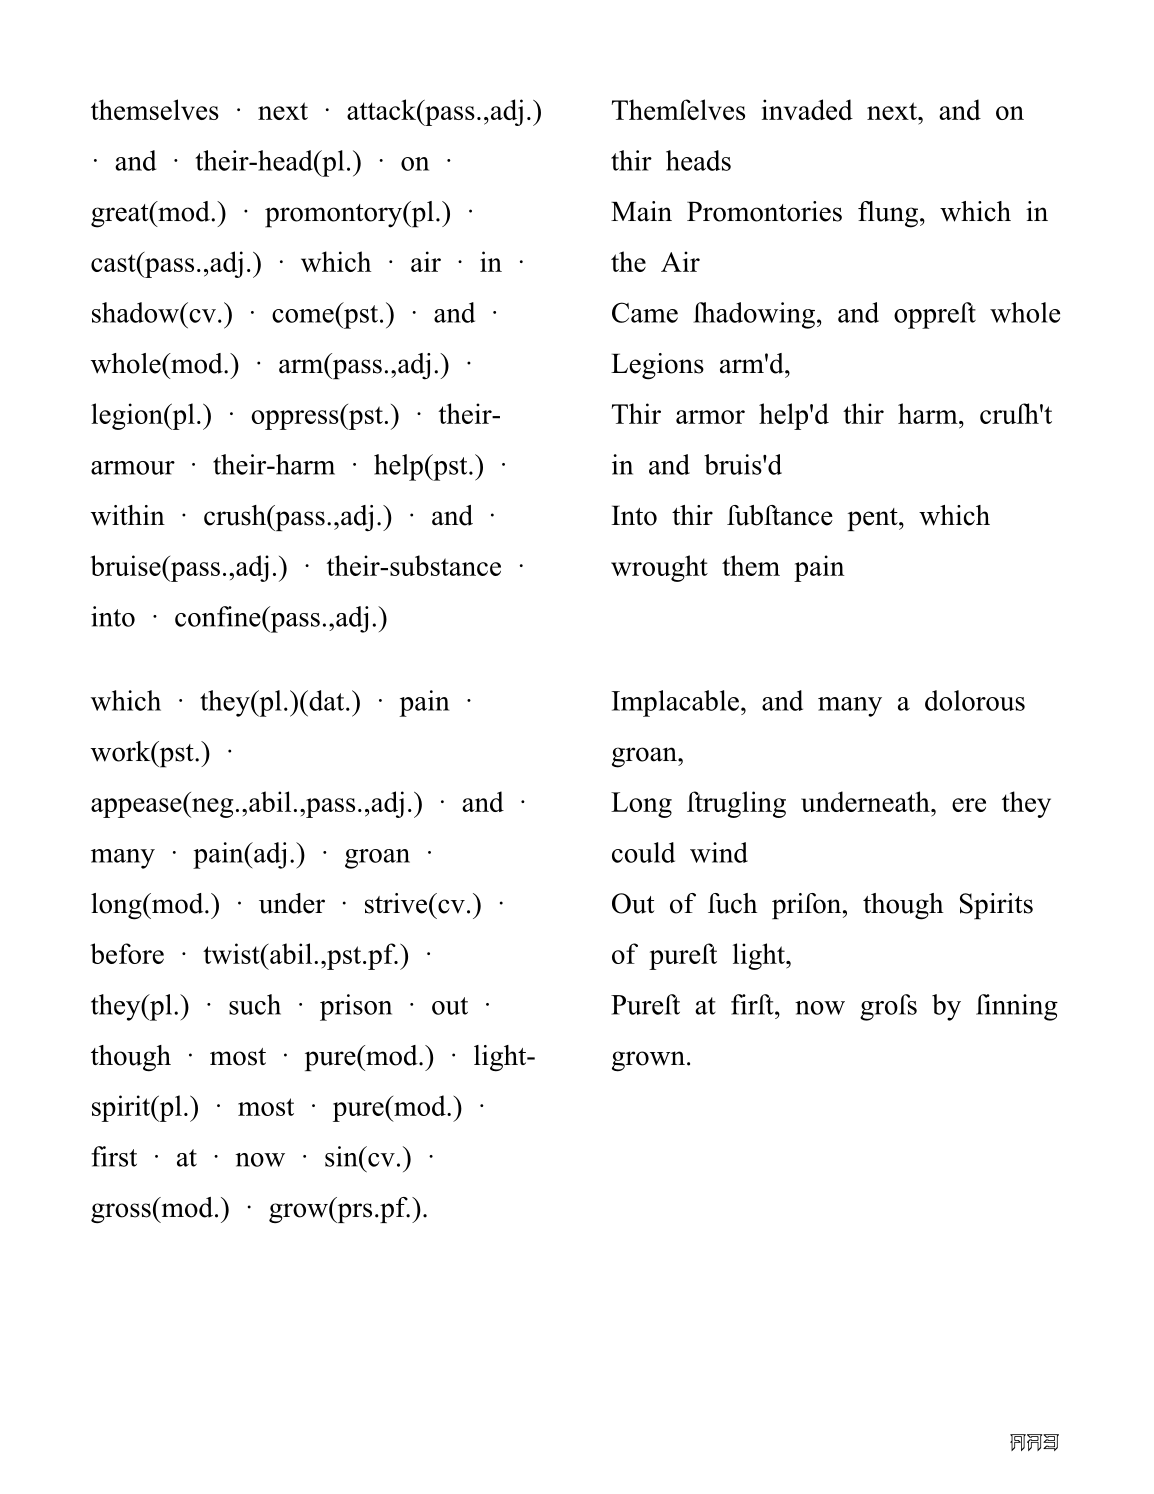 themselves · next · attack(pass.,adj.)
· and · their-head(pl.) · on ·
great(mod.) · promontory(pl.) ·
cast(pass.,adj.) · which · air · in ·
shadow(cv.) · come(pst.) · and ·
whole(mod.) · arm(pass.,adj.) ·
legion(pl.) · oppress(pst.) · their-
armour · their-harm · help(pst.) ·
within · crush(pass.,adj.) · and ·
bruise(pass.,adj.) · their-substance ·
into · confine(pass.,adj.)
which · they(pl.)(dat.) · pain ·
work(pst.) ·
appease(neg.,abil.,pass.,adj.) · and ·
many · pain(adj.) · groan ·
long(mod.) · under · strive(cv.) ·
before · twist(abil.,pst.pf.) ·
they(pl.) · such · prison · out ·
though · most · pure(mod.) · light-
spirit(pl.) · most · pure(mod.) ·
first · at · now · sin(cv.) ·
gross(mod.) · grow(prs.pf.).
Themſelves invaded next, and on
thir heads
Main Promontories flung, which in
the Air
Came ſhadowing, and oppreſt whole
Legions arm'd,
Thir armor help'd thir harm, cruſh't
in and bruis'd
Into thir ſubſtance pent, which
wrought them pain
Implacable, and many a dolorous
groan,
Long ſtrugling underneath, ere they
could wind
Out of ſuch priſon, though Spirits
of pureſt light,
Pureſt at firſt, now groſs by ſinning
grown.